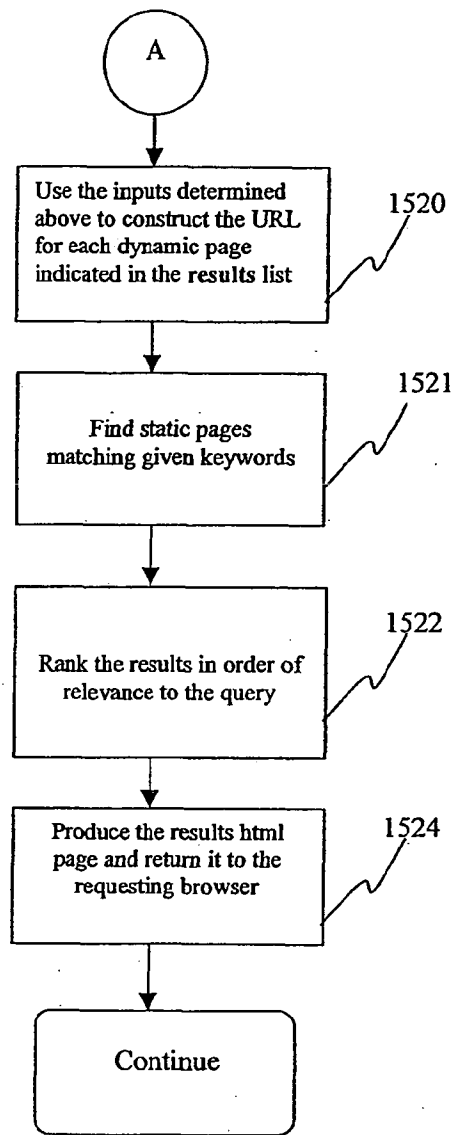 A
Use the inputs determined
above to construct the URL
for each dynamic page
indicated in the results list
1520
Find static pages
matching given keywords
1521
Rank the results in order of
relevance to the query
1522
Produce the results html
page and return it to the
requesting browser
1524
Continue